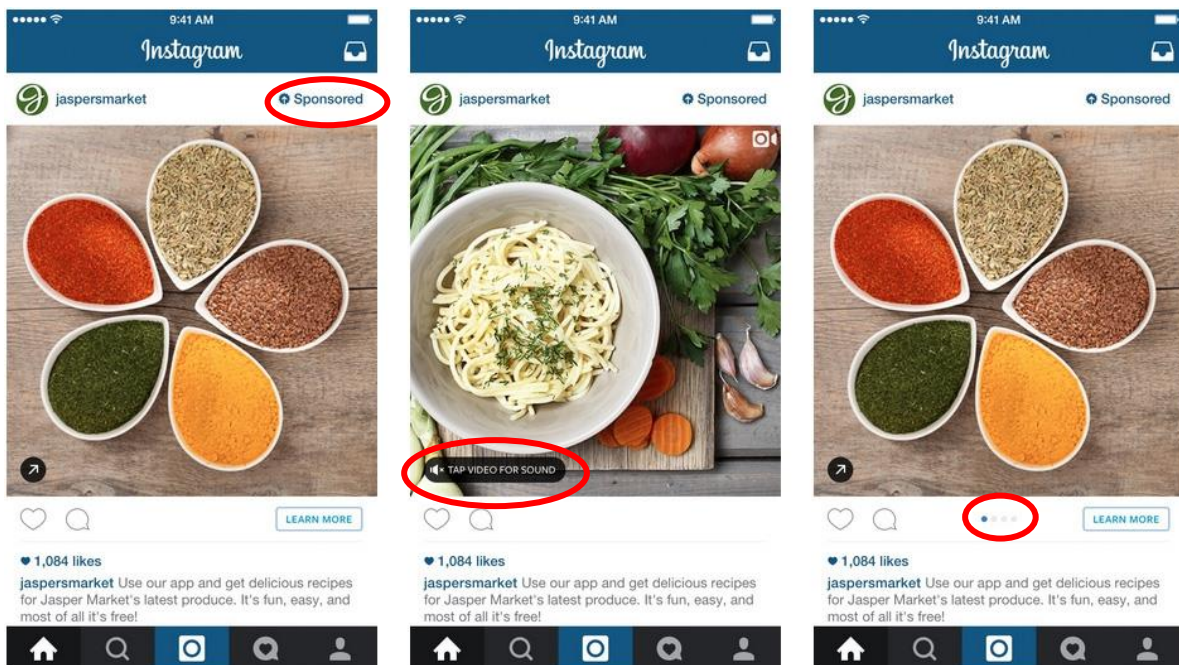 9:41 AM
Instagram
jaspersmarket
Sponsored
LEARN MORE
1,084 likes
jaspersmarket Use our app and get delicious recipes
for Jasper Market's latest produce. It's fun, easy, and
most of all it's free!
9:41 AM
Instagram
jaspersmarket
Sponsored
TAP VIDEO FOR SOUND
1,084 likes
jaspersmarket Use our app and get delicious recipes
for Jasper Market's latest produce. It's fun, easy, and
most of all it's free!
9:41 AM
Instagram
jaspersmarket
Sponsored
LEARN MORE
1,084 likes
jaspersmarket Use our app and get delicious recipes
for Jasper Market's latest produce. It's fun, easy, and
most of all it's free!